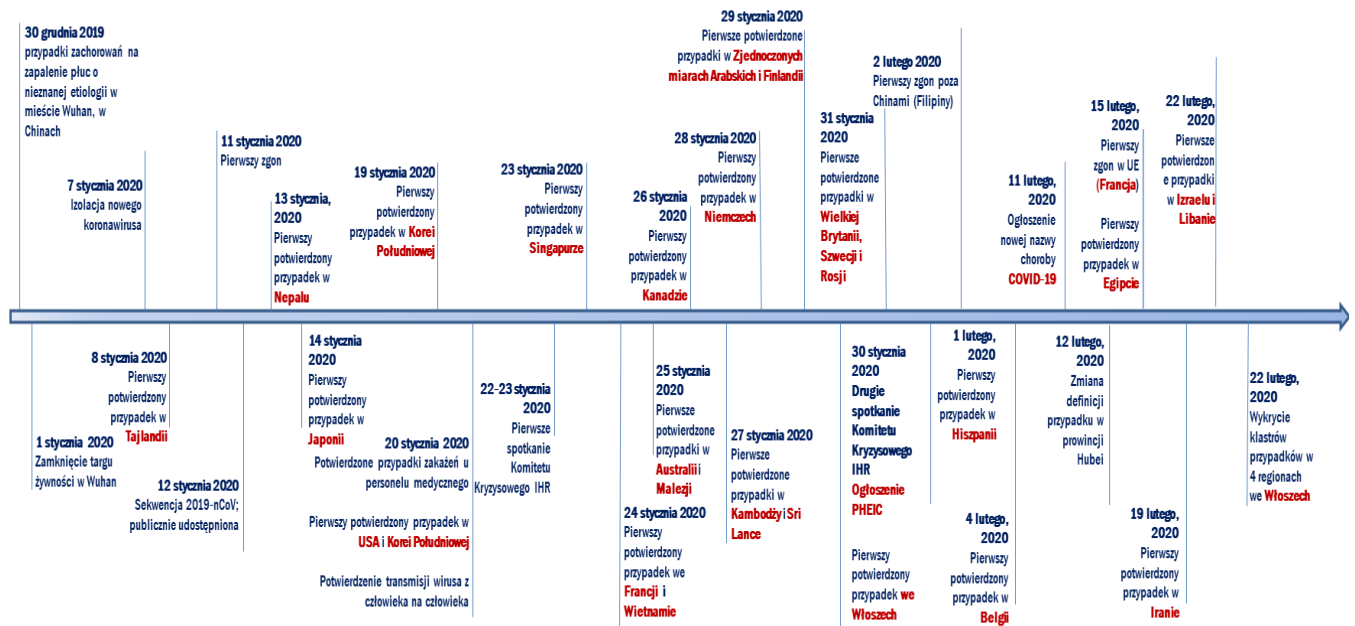 30 grudnia 2019
przypadki zachorowań na
zapalenie płuc o
nieznanej etiologii w
mieście Wuhan, w
Chinach
7 stycznia 2020
Izolacja nowego
koronawirusa
11 stycznia 2020
Pierwszy zgon
13 stycznia,
2020
Pierwszy
potwierdzony
przypadek w
Nepalu
19 stycznia 2020
Pierwszy
potwierdzony
przypadek w Korei
Południowej
23 stycznia 2020
Pierwszy
potwierdzony
przypadek w
Singapurze
26 stycznia
2020
Pierwszy
potwierdzony
przypadek w
Kanadzie
28 stycznia 2020
Pierwszy
potwierdzony
przypadek w
Niemczech
29 stycznia 2020
Pierwsze potwierdzone
przypadki w Zjednoczonych
miarach Arabskich i Finlandii
31 stycznia
2020
Pierwsze
potwierdzone
przypadki w
Wielkiej
Brytanii,
Szwecji i
Rosji
2 lutego 2020
Pierwszy zgon poza
Chinami (Filipiny)
11 lutego,
2020
Ogłoszenie
nowej nazwy
choroby
COVID-19
15 lutego,
2020
Pierwszy
zgon w UE
(Francja)
Pierwszy
potwierdzony
przypadek w
Egipcie
22 lutego,
2020
Pierwsze
potwierdzon
e przypadki
w Izraelu i
Libanie
1 stycznia 2020
Zamknięcie targu
żywności w Wuhan
8 stycznia 2020
Pierwszy
potwierdzony
przypadek w
Tajlandii
12 stycznia 2020
Sekwencja 2019-nCoV;
publicznie udostępniona
14 stycznia
2020
Pierwszy
potwierdzony
przypadek w
Japonii
20 stycznia 2020
Potwierdzone przypadki zakażeń u
personelu medycznego
Pierwszy potwierdzony przypadek w
USA i Korei Południowej
Potwierdzenie transmisji wirusa z
człowieka na człowieka
22-23 stycznia
2020
Pierwsze
spotkanie
Komitetu
Kryzysowego IHR
24 stycznia 2020
Pierwszy
potwierdzony
przypadek we
Francji i
Wietnamie
25 stycznia
2020
Pierwsze
potwierdzone
przypadki w
Australii i
Malezji
27 stycznia 2020
Pierwsze
potwierdzone
przypadki w
Kambodży i Sri
Lance
30 stycznia
2020
Drugie
spotkanie
Komitetu
Kryzysowego
IHR
Ogłoszenie
PHEIC
Pierwszy
potwierdzony
przypadek we
Włoszech
1 lutego,
2020
Pierwszy
potwierdzony
przypadek w
Hiszpanii
4 lutego,
2020
Pierwszy
potwierdzony
przypadek w
Belgii
12 lutego,
2020
Zmiana
definicji
przypadku w
prowincji
Hubei
19 lutego,
2020
Pierwszy
potwierdzony
przypadek w
Iranie
22 lutego,
2020
Wykrycie
klastrów
przypadków w
4 regionach
we Włoszech